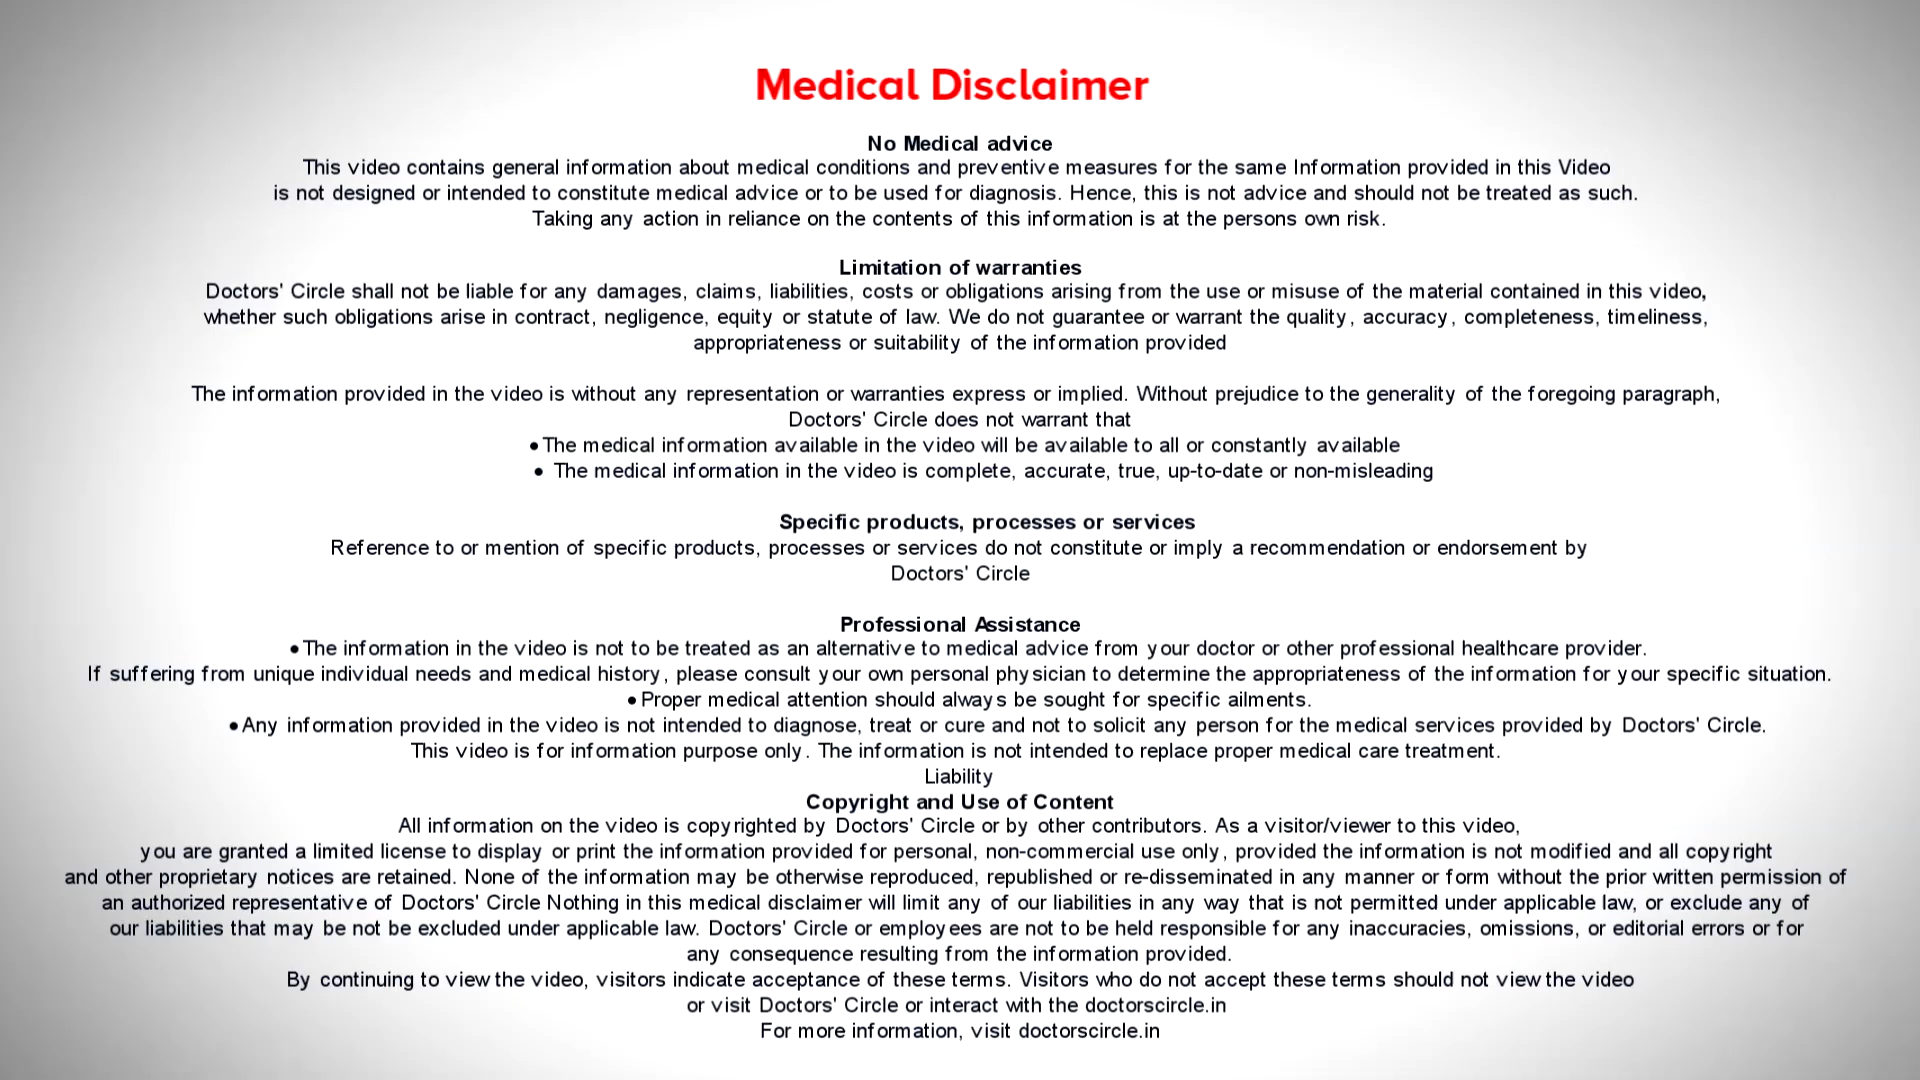 Medical Disclaimer
No Medical advice
This video contains general information about medical conditions and preventive measures for the same Information provided in this Video
is not designed or intended to constitute medical advice or to be used for diagnosis. Hence, this is not advice and should not be treated as such.
Taking any action in reliance on the contents of this information is at the persons own risk.
Limitation of warranties
Doctors' Circle shall not be liable for any damages, claims, liabilities, costs or obligations arising from the use or misuse of the material contained in this video,
whether such obligations arise in contract, negligence, equity or statute of law. We do not guarantee or warrant the quality, accuracy, completeness, timeliness,
appropriateness or suitability of the information provided
The information provided in the video is without any representation or warranties express or implied. Without prejudice to the generality of the foregoing paragraph,
Doctors' Circle does not warrant that
• The medical information available in the video will be available to all or constantly available
• The medical information in the video is complete, accurate, true, up-to-date or non-misleading
Specific products, processes or services
Reference to or mention of specific products, processes or services do not constitute or imply a recommendation or endorsement by
Doctors' Circle
Professional Assistance
• The information in the video is not to be treated as an alternative to medical advice from your doctor or other professional healthcare provider.
If suffering from unique individual needs and medical history, please consult your own personal physician to determine the appropriateness of the information for your specific situation.
• Proper medical attention should always be sought for specific ailments.
• Any information provided in the video is not intended to diagnose, treat or cure and not to solicit any person for the medical services provided by Doctors' Circle.
This video is for information purpose only. The information is not intended to replace proper medical care treatment.
Liability
Copyright and Use of Content
All information on the video is copyrighted by Doctors' Circle or by other contributors. As a visitor/viewer to this video,
you are granted a limited license to display or print the information provided for personal, non-commercial use only, provided the information is not modified and all copyright
and other proprietary notices are retained. None of the information may be otherwise reproduced, republished or re-disseminated in any manner or form without the prior written permission of
an authorized representative of Doctors' Circle Nothing in this medical disclaimer will limit any of our liabilities in any way that is not permitted under applicable law, or exclude any of
our liabilities that may be not be excluded under applicable law. Doctors' Circle or employees are not to be held responsible for any inaccuracies, omissions, or editorial errors or for
any consequence resulting from the information provided.
By continuing to view the video, visitors indicate acceptance of these terms. Visitors who do not accept these terms should not view the video
or visit Doctors' Circle or interact with the doctorscircle.in
For more information, visit doctorscircle.in